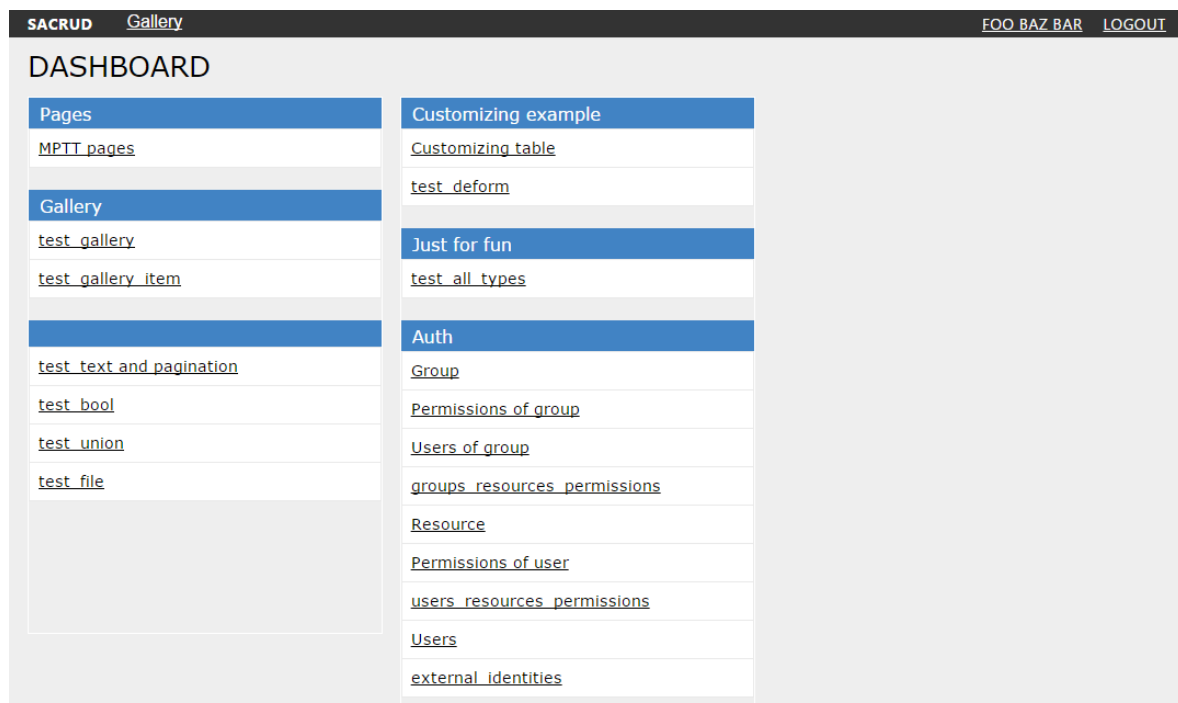 SACRUD Gallery FOO BAZ BAR LOGOUT
DASHBOARD
Pages
MPTT pages
Gallery
test_gallery
test_gallery_item
test_text and pagination
test_bool
test_union
test_file
Customizing example
Customizing table
test_deform
Just for fun
test_all_types
Auth
Group
Permissions of group
Users of group
groups_resources_permissions
Resource
Permissions of user
users_resources_permissions
Users
external_identities